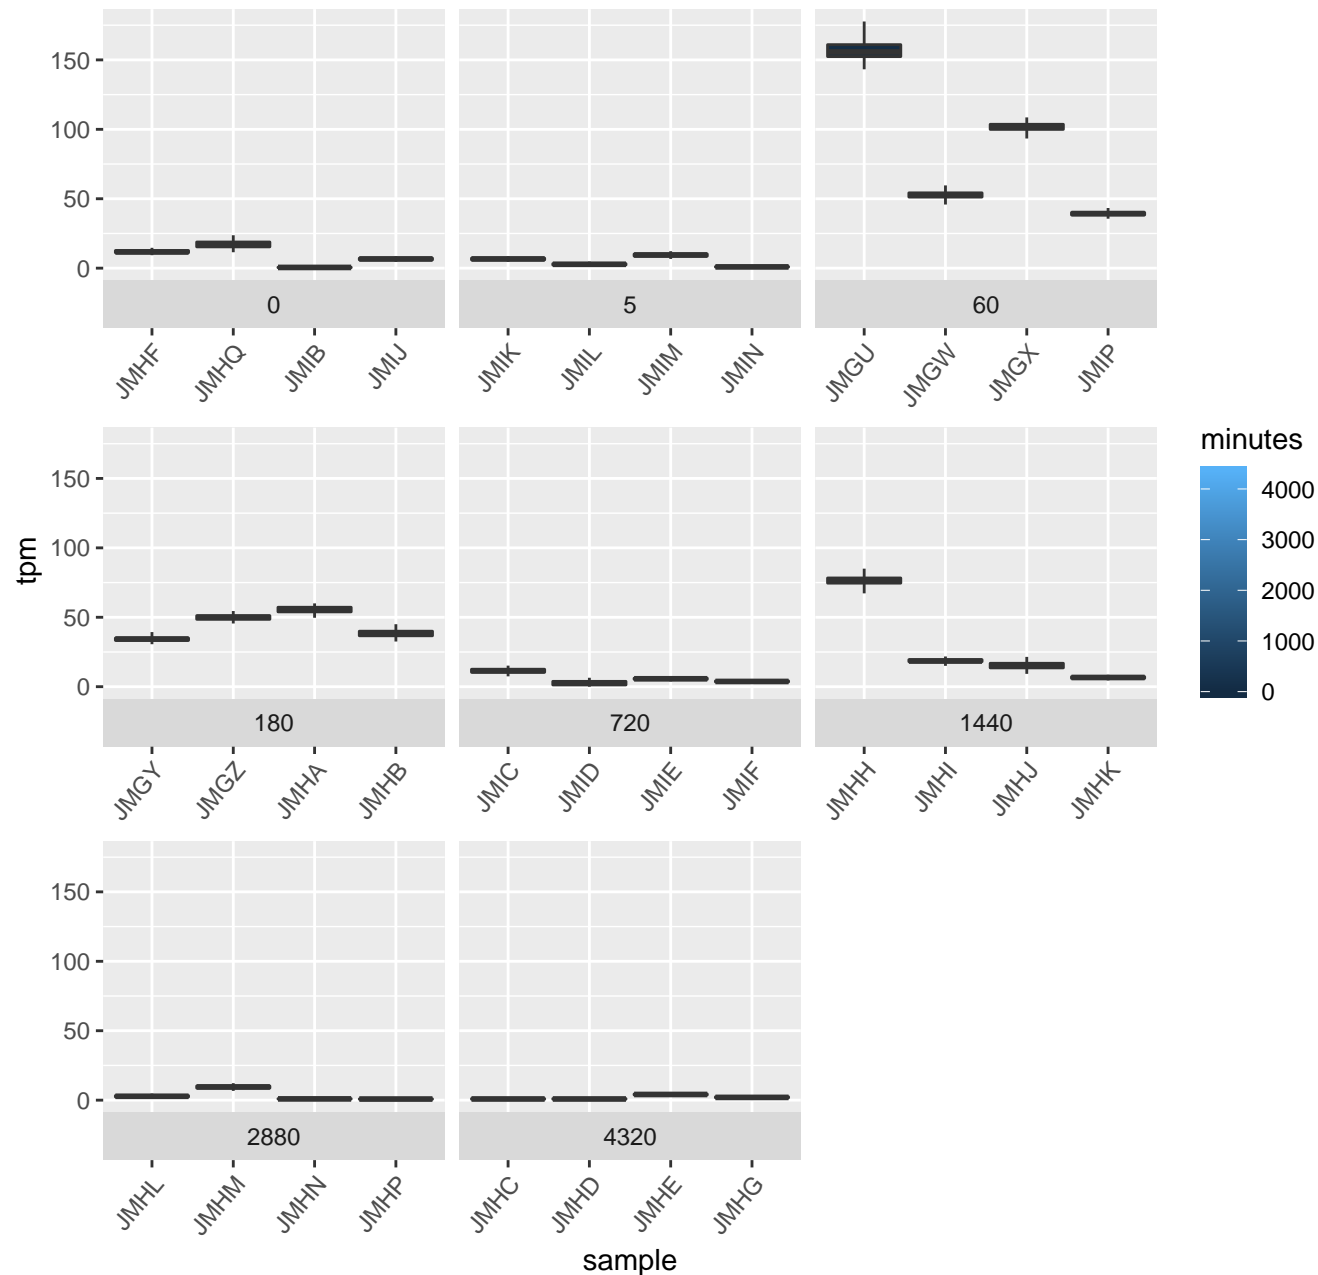 150
100
50
0
0
5
60
JMHF
JMHQ
JMIB
JMIJ
JMIK
JMIL
JMIM
JMIN
JMGU
JMGW
JMGX
JMIP
tpm
150
100
50
0
180
720
1440
JMGY
JMGZ
JMHA
JMHB
JMIC
JMID
JMIE
JMIF
JMHH
JMHI
JMHJ
JMHK
minutes
4000
3000
2000
1000
0
150
100
50
0
2880
4320
JMHL
JMHM
JMHN
JMHP
JMHC
JMHD
JMHE
JMHG
sample